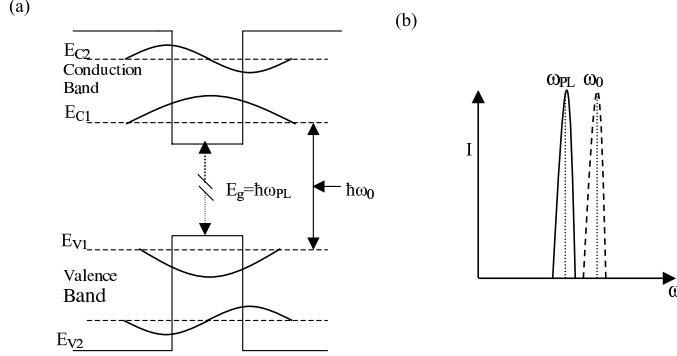 (a)
(b)
E_C2
Conduction
Band
E_C1
E_g=ħω_PL
ħω_0
E_V1
Valence
Band
E_V2
ω_PL ω_0
I
ω